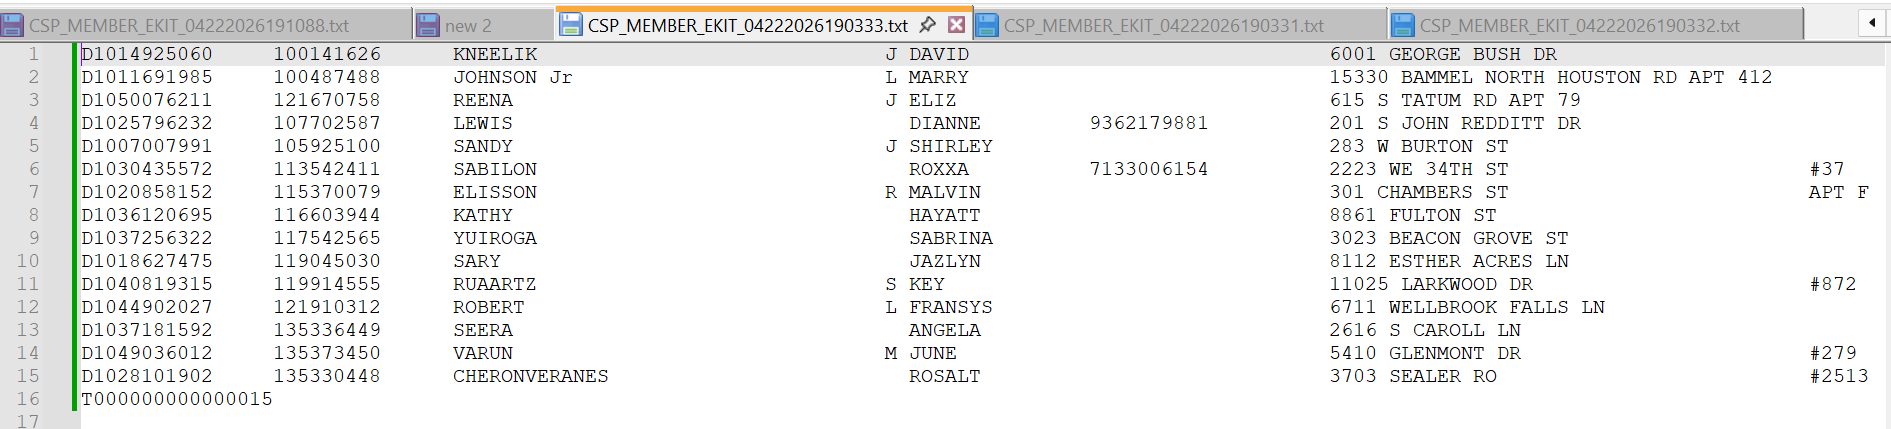 CSP_MEMBER_EKIT_04222026191088.txt new 2 CSP_MEMBER_EKIT_04222026190333.txt CSP_MEMBER_EKIT_04222026190331.txt CSP_MEMBER_EKIT_04222026190332.txt
1 D1014925060 100141626 KNEELIK J DAVID 6001 GEORGE BUSH DR
2 D1011691985 100487488 JOHNSON Jr L MARRY 15330 BAMMEL NORTH HOUSTON RD APT 412
3 D1050076211 121670758 REENA J ELIZ 615 S TATUM RD APT 79
4 D1025796232 107702587 LEWIS DIANNE 9362179881 201 S JOHN REDDITT DR
5 D1007007991 105925100 SANDY J SHIRLEY 283 W BURTON ST
6 D1030435572 113542411 SABILON ROXXA 7133006154 2223 WE 34TH ST #37
7 D1020858152 115370079 ELISSON R MALVIN 301 CHAMBERS ST APT F
8 D1036120695 116603944 KATHY HAYATT 8861 FULTON ST
9 D1037256322 117542565 YUIROGA SABRINA 3023 BEACON GROVE ST
10 D1018627475 119045030 SARY JAZLYN 8112 ESTHER ACRES LN
11 D1040819315 119914555 RUAARTZ S KEY 11025 LARKWOOD DR #872
12 D1044902027 121910312 ROBERT L FRANSYS 6711 WELLBROOK FALLS LN
13 D1037181592 135336449 SEERA ANGELA 2616 S CAROLL LN
14 D1049036012 135373450 VARUN M JUNE 5410 GLENMONT DR #279
15 D1028101902 135330448 CHERONVERANES ROSALT 3703 SEALER RO #2513
16 T000000000000015
17